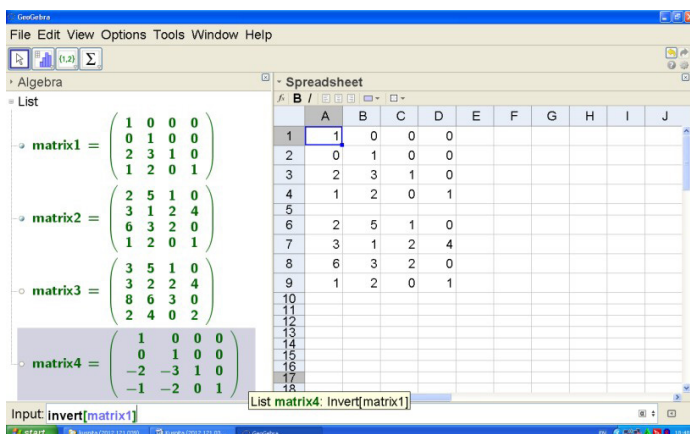 GeoGebra
File Edit View Options Tools Window Help
{1,2} Σ
Algebra
Spreadsheet
List
B I
A B C D E F G H I J
matrix1 =
1 0 0 0
0 1 0 0
2 3 1 0
1 2 0 1
matrix2 =
2 5 1 0
3 1 2 4
6 3 2 0
1 2 0 1
matrix3 =
3 5 1 0
3 2 2 4
8 6 3 0
2 4 0 2
matrix4 =
1 0 0 0
0 1 0 0
-2 -3 1 0
-1 -2 0 1
1 1 0 0 0
2 0 1 0 0
3 2 3 1 0
4 1 2 0 1
5
6 2 5 1 0
7 3 1 2 4
8 6 3 2 0
9 1 2 0 1
10
11
12
13
14
15
16
17
18
List matrix4: Invert[matrix1]
Input: invert[matrix1]
start